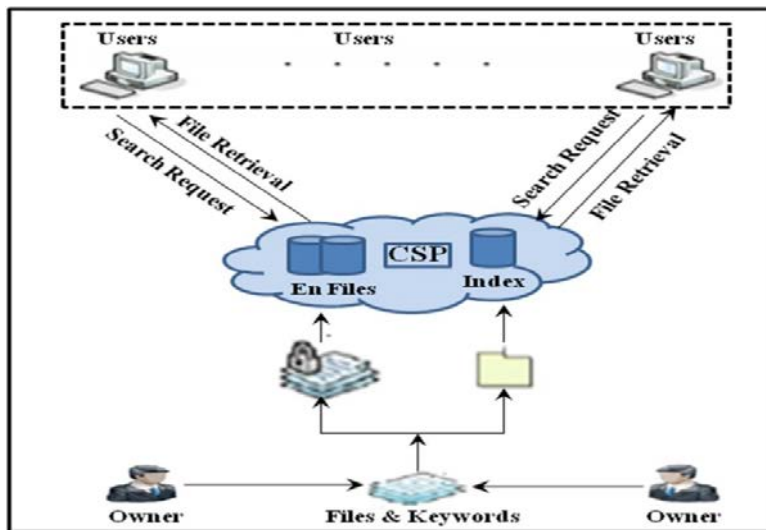 Users
Users
Users
Search Request
File Retrieval
Search Request
File Retrieval
CSP
En Files
Index
Owner
Files & Keywords
Owner